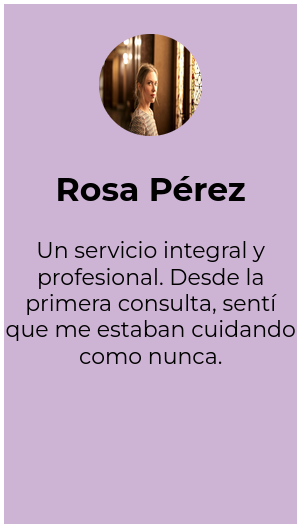 Rosa Pérez
Un servicio integral y
profesional. Desde la
primera consulta, sentí
que me estaban cuidando
como nunca.